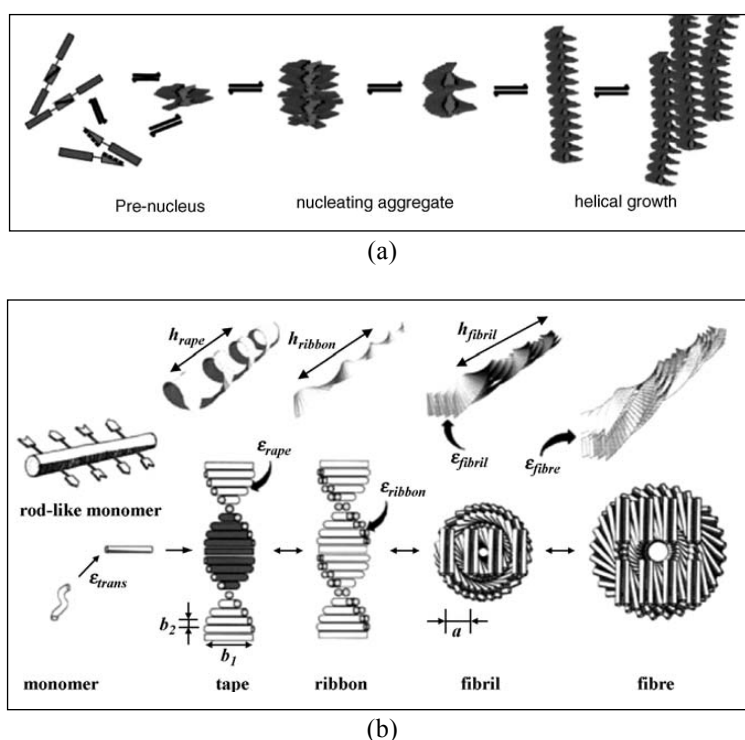 Pre-nucleus nucleating aggregate helical growth
(a)
h_rape h_ribbon h_fibril
ε_rape ε_fibril ε_fibre
rod-like monomer ε_ribbon
ε_trans
b_2 b_1 a
monomer tape ribbon fibril fibre
(b)